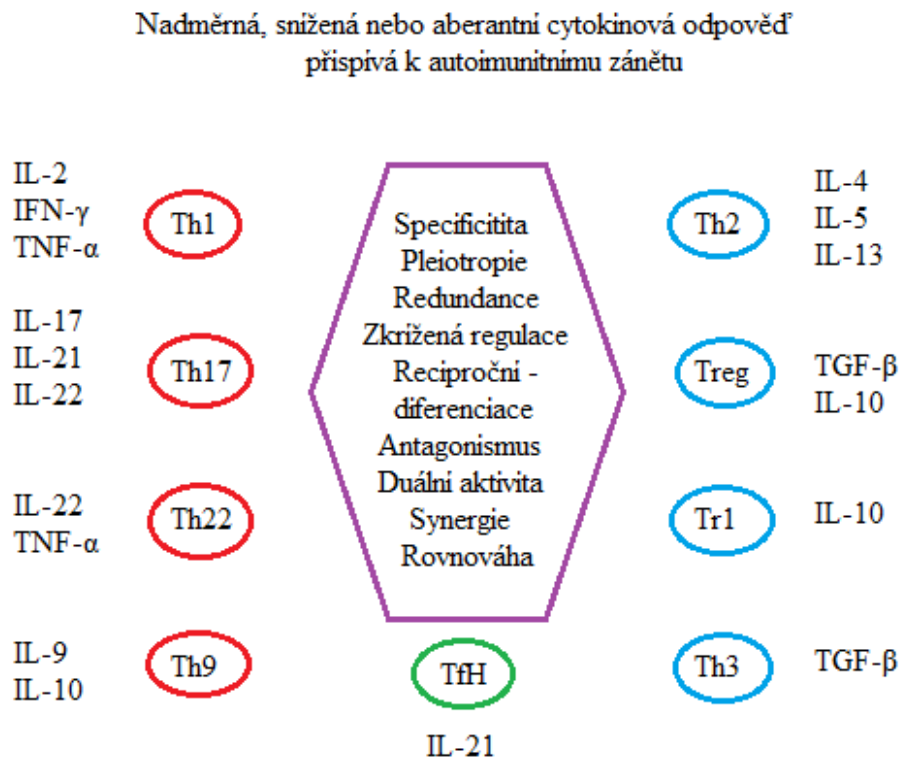 Nadměrná, snížená nebo aberantní cytokinová odpověď
přispívá k autoimunitnímu zánětu
IL-2
IFN-γ
TNF-α
Th1
IL-17
IL-21
IL-22
Th17
IL-22
TNF-α
Th22
IL-9
IL-10
Th9
Specificitita
Pleiotropie
Redundance
Zkrížená regulace
Reciproční -
diferenciace
Antagonismus
Duální aktivita
Synergie
Rovnováha
TfH
IL-21
Th2
IL-4
IL-5
IL-13
Treg
TGF-β
IL-10
Tr1
IL-10
Th3
TGF-β